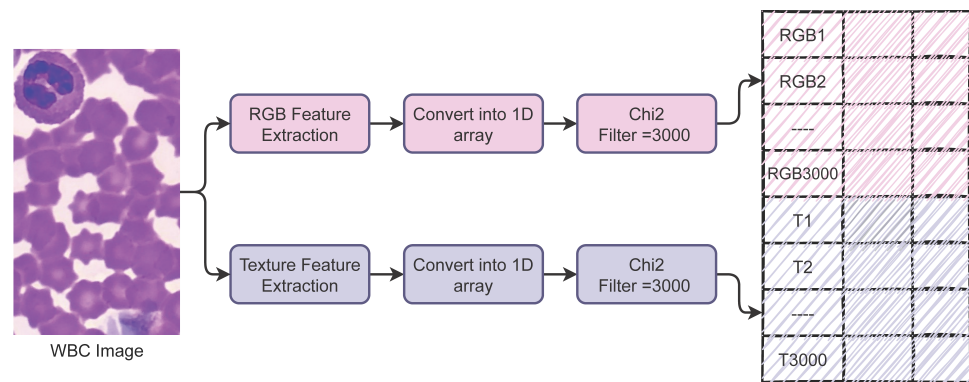 WBC Image
RGB Feature
Extraction
Convert into 1D
array
Chi2
Filter =3000
Texture Feature
Extraction
Convert into 1D
array
Chi2
Filter =3000
RGB1
RGB2
----
RGB3000
T1
T2
----
T3000